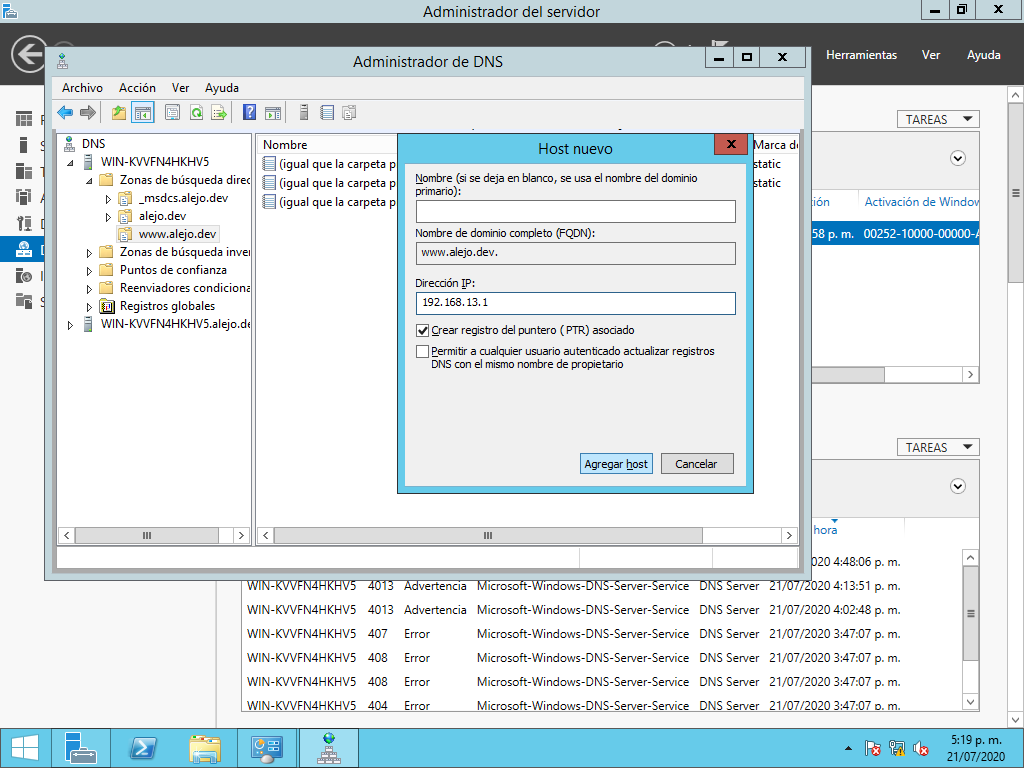 Administrador del servidor
Herramientas Ver Ayuda
Administrador de DNS
Archivo Acción Ver Ayuda
DNS
WIN-KVVFN4HKHV5
Zonas de búsqueda direc
_msdcs.alejo.dev
alejo.dev
www.alejo.dev
Zonas de búsqueda inver
Puntos de confianza
Reenviadores condiciona
Registros globales
WIN-KVVFN4HKHV5.alejo.de
Nombre
(igual que la carpeta p
(igual que la carpeta p
(igual que la carpeta p
Marca de
static
static
Host nuevo
Nombre (si se deja en blanco, se usa el nombre del dominio
primario):
Nombre de dominio completo (FQDN):
www.alejo.dev.
Dirección IP:
192.168.13.1
Crear registro del puntero (PTR) asociado
Permitir a cualquier usuario autenticado actualizar registros
DNS con el mismo nombre de propietario
Agregar host Cancelar
TAREAS
ción Activación de Window
58 p. m. 00252-10000-00000-A
TAREAS
hora
020 4:48:06 p. m.
WIN-KVVFN4HKHV5 4013 Advertencia Microsoft-Windows-DNS-Server-Service DNS Server 21/07/2020 4:13:51 p. m.
WIN-KVVFN4HKHV5 4013 Advertencia Microsoft-Windows-DNS-Server-Service DNS Server 21/07/2020 4:02:48 p. m.
WIN-KVVFN4HKHV5 407 Error Microsoft-Windows-DNS-Server-Service DNS Server 21/07/2020 3:47:07 p. m.
WIN-KVVFN4HKHV5 408 Error Microsoft-Windows-DNS-Server-Service DNS Server 21/07/2020 3:47:07 p. m.
WIN-KVVFN4HKHV5 408 Error Microsoft-Windows-DNS-Server-Service DNS Server 21/07/2020 3:47:07 p. m.
WIN-KVVFN4HKHV5 404 Error Microsoft-Windows-DNS-Server-Service DNS Server 21/07/2020 3:47:07 p. m.
5:19 p. m.
21/07/2020